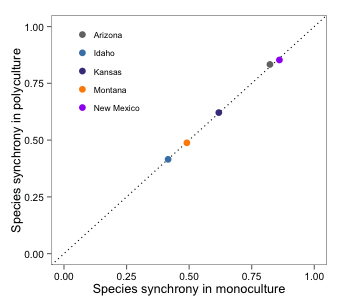 1.00
0.75
0.50
0.25
0.00
Species synchrony in polyculture
Arizona
Idaho
Kansas
Montana
New Mexico
0.00 0.25 0.50 0.75 1.00
Species synchrony in monoculture